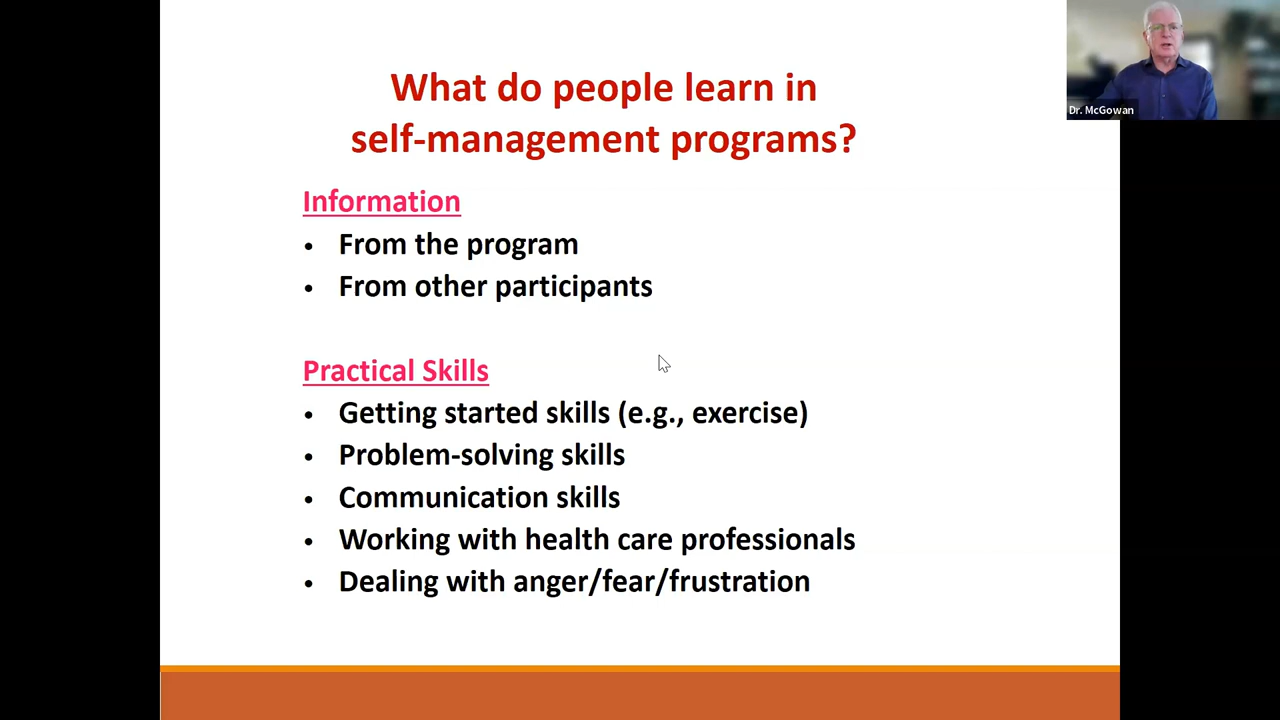 What do people learn in
self-management programs?
Information
• From the program
• From other participants
Practical Skills
• Getting started skills (e.g., exercise)
• Problem-solving skills
• Communication skills
• Working with health care professionals
• Dealing with anger/fear/frustration
Dr. McGowan